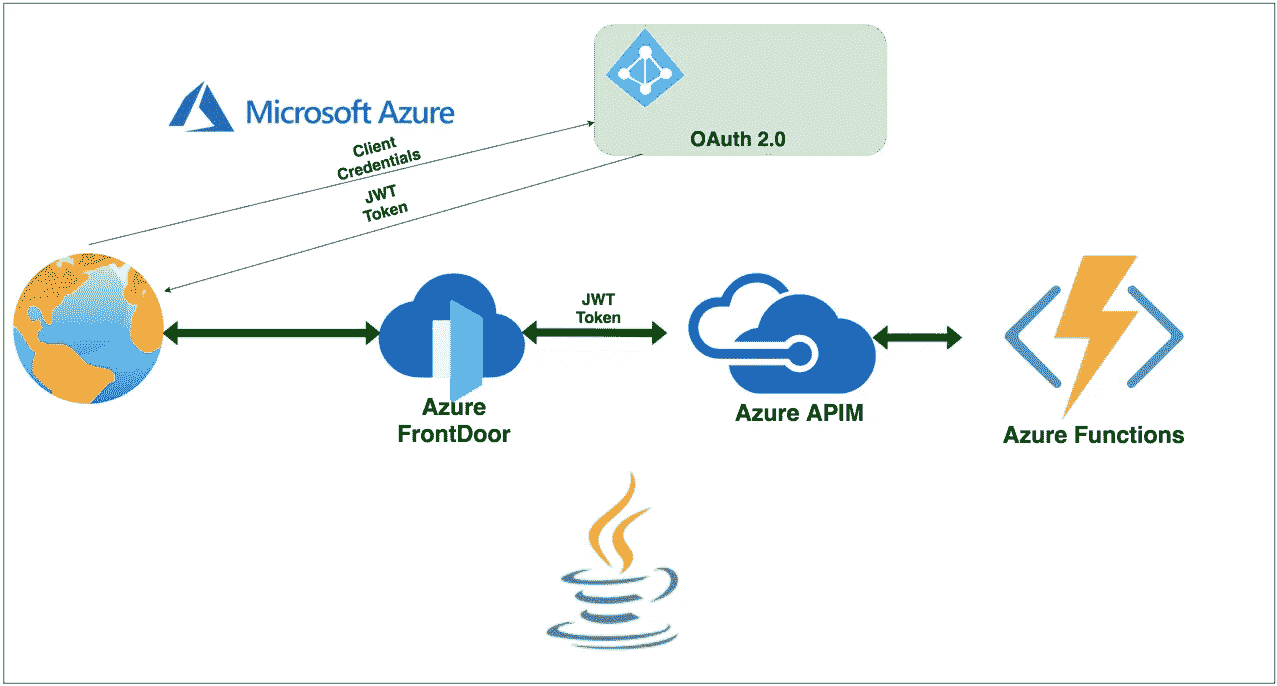 Microsoft Azure
OAuth 2.0
Client
Credentials
JWT
Token
JWT
Token
Azure
FrontDoor
Azure APIM
Azure Functions